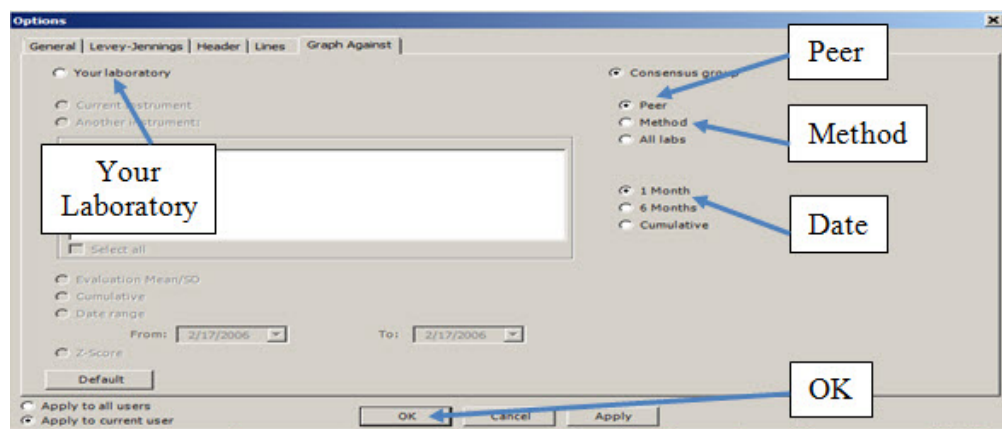 Options
General Levey-Jennings Header Lines Graph Against
Your laboratory
Consensus group
Peer
Current instrument
Peer
Another instrument:
Method
Method
All labs
Your
Laboratory
1 Month
6 Months
Date
Cumulative
Select all
Evaluation Mean/SD
Cumulative
Date range
From: 2/17/2006 To: 2/17/2006
Z-Score
Default
OK
Apply to all users
Apply to current user
OK Cancel Apply